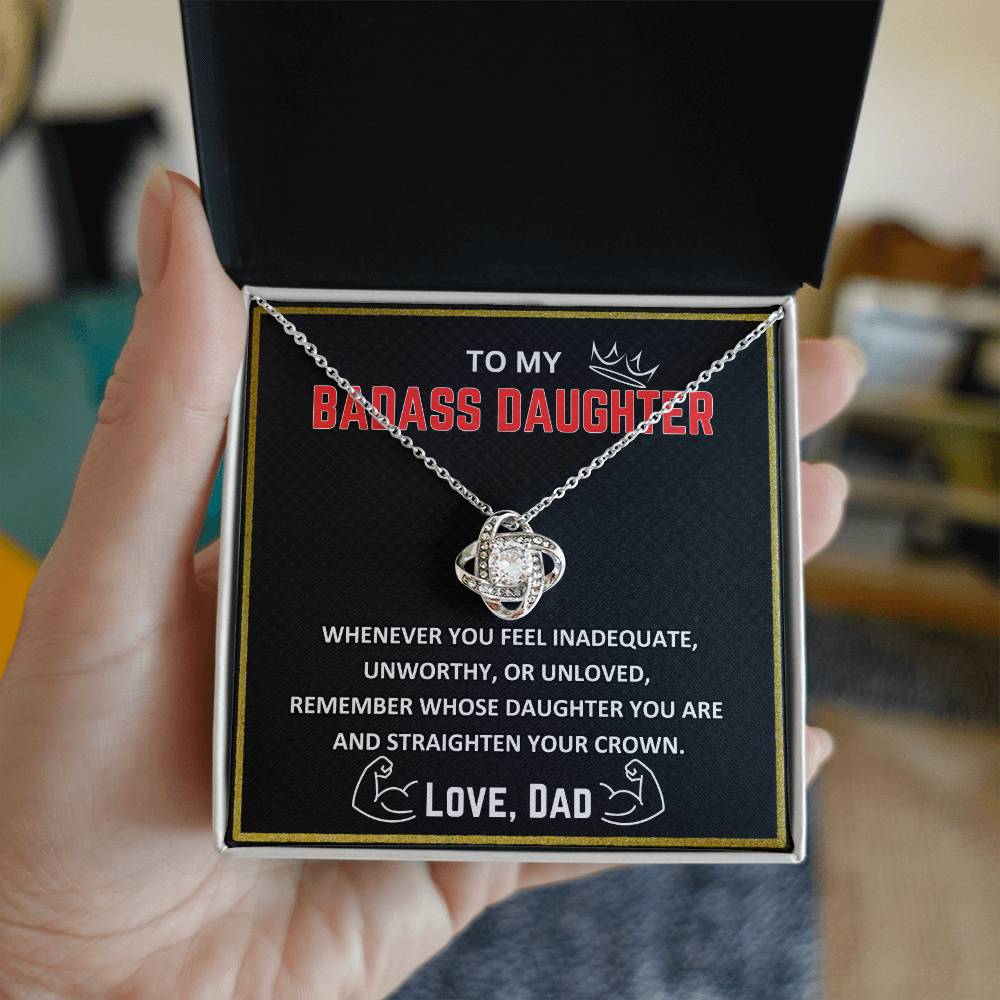 TO MY
BADASS DAUGHTER
WHENEVER YOU FEEL INADEQUATE,
UNWORTHY, OR UNLOVED,
REMEMBER WHOSE DAUGHTER YOU ARE
AND STRAIGHTEN YOUR CROWN.
LOVE, DAD